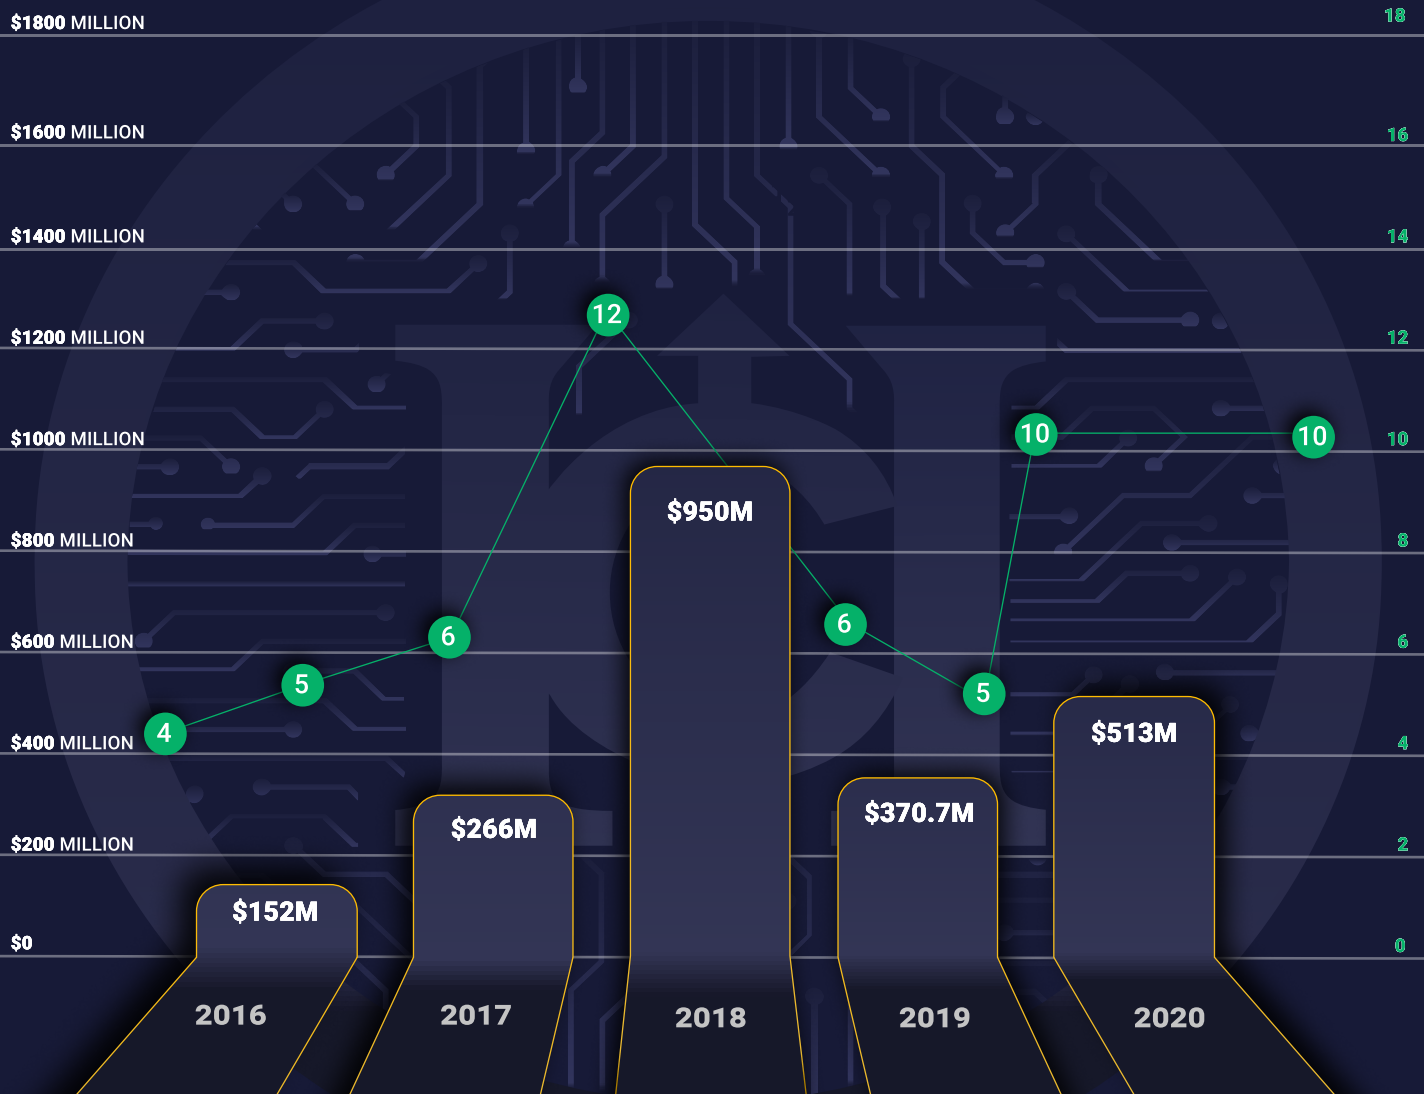 $1800 MILLION 18
$1600 MILLION 16
$1400 MILLION 14
12
$1200 MILLION 12
10 10
$1000 MILLION 10
$950M
$800 MILLION 8
6 6
$600 MILLION 6
5 5
4 $513M
$400 MILLION 4
$370.7M
$266M
$200 MILLION 2
$152M
$0 0
2016 2017 2018 2019 2020